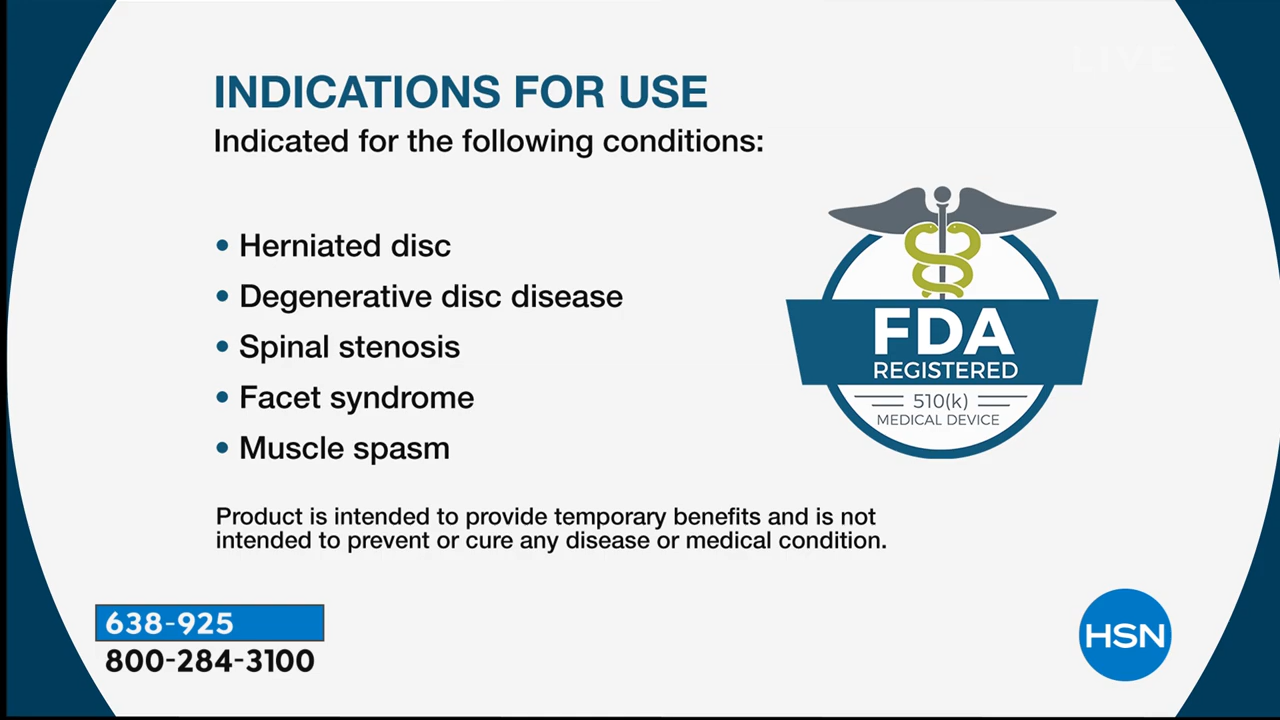 LIVE
INDICATIONS FOR USE
Indicated for the following conditions:
• Herniated disc
• Degenerative disc disease
• Spinal stenosis
• Facet syndrome
• Muscle spasm
FDA
REGISTERED
510(k)
MEDICAL DEVICE
Product is intended to provide temporary benefits and is not
intended to prevent or cure any disease or medical condition.
638-925
800-284-3100
HSN